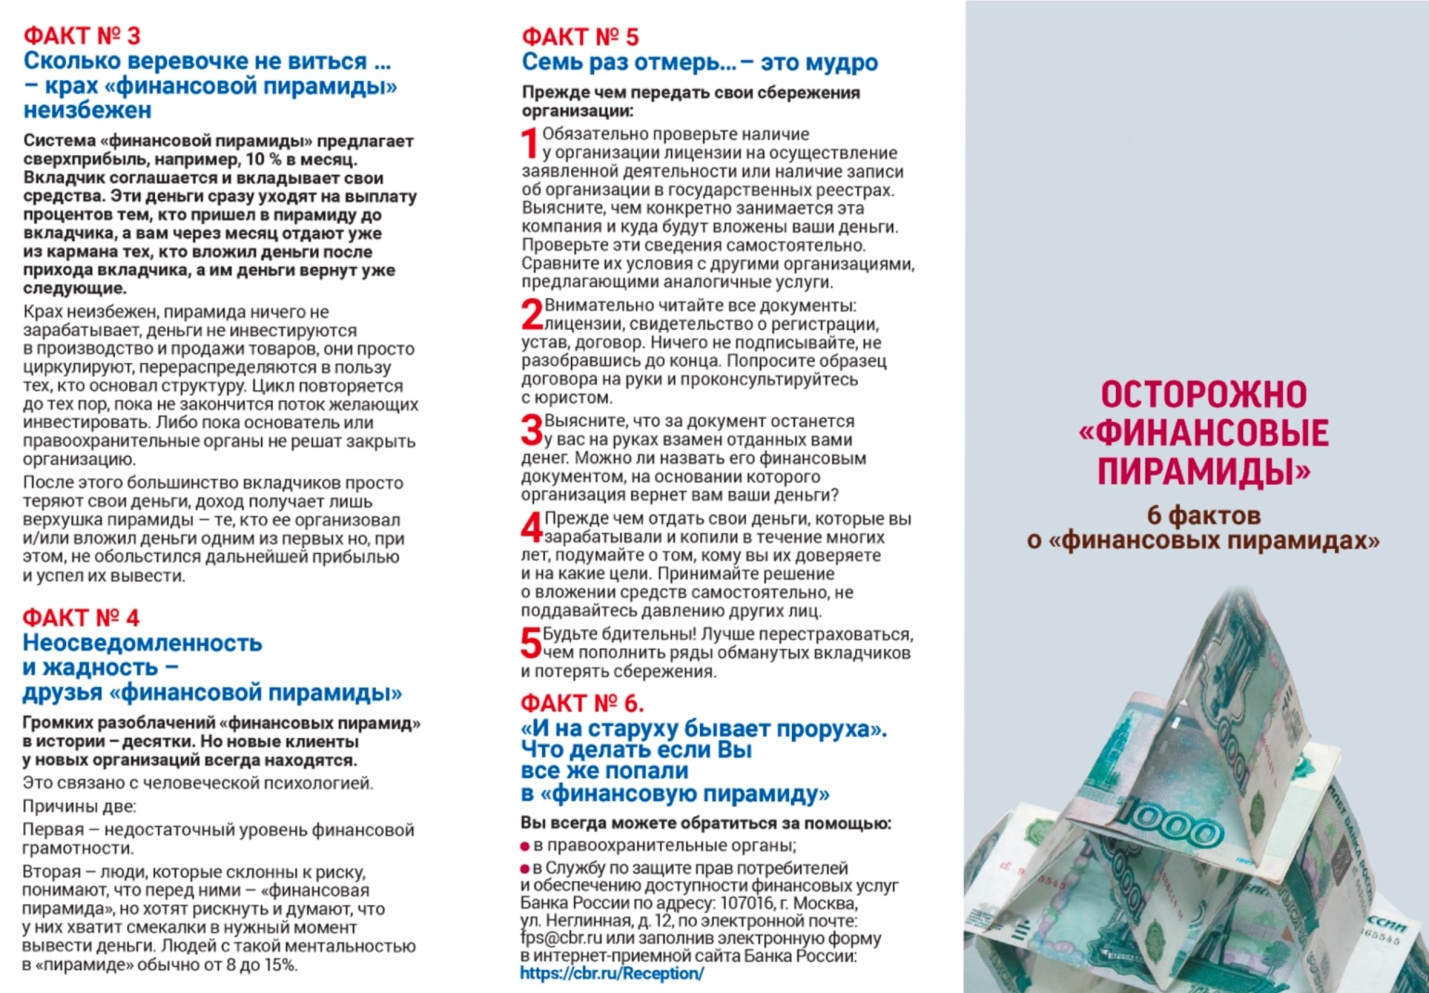 ФАКТ № 3
Сколько веревочке не виться ...
– крах «финансовой пирамиды»
неизбежен
Система «финансовой пирамиды» предлагает
сверхприбыль, например, 10 % в месяц.
Вкладчик соглашается и вкладывает свои
средства. Эти деньги сразу уходят на выплату
процентов тем, кто пришел в пирамиду до
вкладчика, а вам через месяц отдают уже
из кармана тех, кто вложил деньги после
прихода вкладчика, а им деньги вернут уже
следующие.
Крах неизбежен, пирамида ничего не
зарабатывает, деньги не инвестируются
в производство и продажи товаров, они просто
циркулируют, перераспределяются в пользу
тех, кто основал структуру. Цикл повторяется
до тех пор, пока не закончится поток желающих
инвестировать. Либо пока основатель или
правоохранительные органы не решат закрыть
организацию.
После этого большинство вкладчиков просто
теряют свои деньги, доход получает лишь
верхушка пирамиды – те, кто ее организовал
и/или вложил деньги одним из первых но, при
этом, не обольстился дальнейшей прибылью
и успел их вывести.
ФАКТ № 4
Неосведомленность
и жадность –
друзья «финансовой пирамиды»
Громких разоблачений «финансовых пирамид»
в истории – десятки. Но новые клиенты
у новых организаций всегда находятся.
Это связано с человеческой психологией.
Причины две:
Первая – недостаточный уровень финансовой
грамотности.
Вторая – люди, которые склонны к риску,
понимают, что перед ними – «финансовая
пирамида», но хотят рискнуть и думают, что
у них хватит смекалки в нужный момент
вывести деньги. Людей с такой ментальностью
в «пирамиде» обычно от 8 до 15%.
ФАКТ № 5
Семь раз отмерь... – это мудро
Прежде чем передать свои сбережения
организации:
1 Обязательно проверьте наличие
у организации лицензии на осуществление
заявленной деятельности или наличие записи
об организации в государственных реестрах.
Выясните, чем конкретно занимается эта
компания и куда будут вложены ваши деньги.
Проверьте эти сведения самостоятельно.
Сравните их условия с другими организациями,
предлагающими аналогичные услуги.
2 Внимательно читайте все документы:
лицензии, свидетельство о регистрации,
устав, договор. Ничего не подписывайте, не
разобравшись до конца. Попросите образец
договора на руки и проконсультируйтесь
с юристом.
3 Выясните, что за документ останется
у вас на руках взамен отданных вами
денег. Можно ли назвать его финансовым
документом, на основании которого
организация вернет вам ваши деньги?
4 Прежде чем отдать свои деньги, которые вы
зарабатывали и копили в течение многих
лет, подумайте о том, кому вы их доверяете
и на какие цели. Принимайте решение
о вложении средств самостоятельно, не
поддавайтесь давлению других лиц.
5 Будьте бдительны! Лучше перестраховаться,
чем пополнить ряды обманутых вкладчиков
и потерять сбережения.
ФАКТ № 6.
«И на старуху бывает проруха».
Что делать если Вы
все же попали
в «финансовую пирамиду»
Вы всегда можете обратиться за помощью:
● в правоохранительные органы;
● в Службу по защите прав потребителей
и обеспечению доступности финансовых услуг
Банка России по адресу: 107016, г. Москва,
ул. Неглинная, д. 12, по электронной почте:
fps@cbr.ru или заполнив электронную форму
в интернет-приемной сайта Банка России:
https://cbr.ru/Reception/
ОСТОРОЖНО
«ФИНАНСОВЫЕ
ПИРАМИДЫ»
6 фактов
о «финансовых пирамидах»
1000